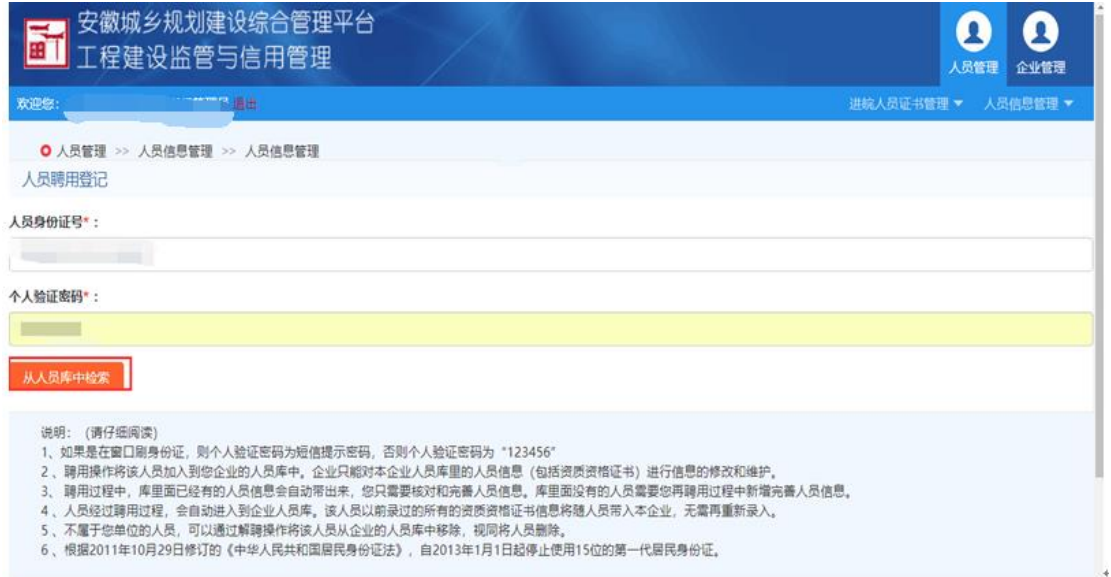 安徽城乡规划建设综合管理平台
工程建设监管与信用管理
人员管理 企业管理
欢迎您： 退出 进皖人员证书管理 人员信息管理
人员管理 >> 人员信息管理 >> 人员信息管理
人员聘用登记
人员身份证号*：
个人验证密码*：
从人员库中检索
说明：（请仔细阅读）
1、如果是在窗口刷身份证，则个人验证密码为短信提示密码，否则个人验证密码为 "123456"
2、聘用操作将该人员加入到您企业的人员库中。企业只能对本企业人员库里的人员信息（包括资质资格证书）进行信息的修改和维护。
3、聘用过程中，库里面已经有的人员信息会自动带出来，您只需要核对和完善人员信息。库里面没有的人员需要您再聘用过程中新增完善人员信息。
4、人员经过聘用过程，会自动进入到企业人员库。该人员以前录过的所有的资质资格证书信息将随人员带入本企业，无需再重新录入。
5、不属于您单位的人员，可以通过解聘操作将该人员从企业的人员库中移除，视同将人员删除。
6、根据2011年10月29日修订的《中华人民共和国居民身份证法》，自2013年1月1日起停止使用15位的第一代居民身份证。